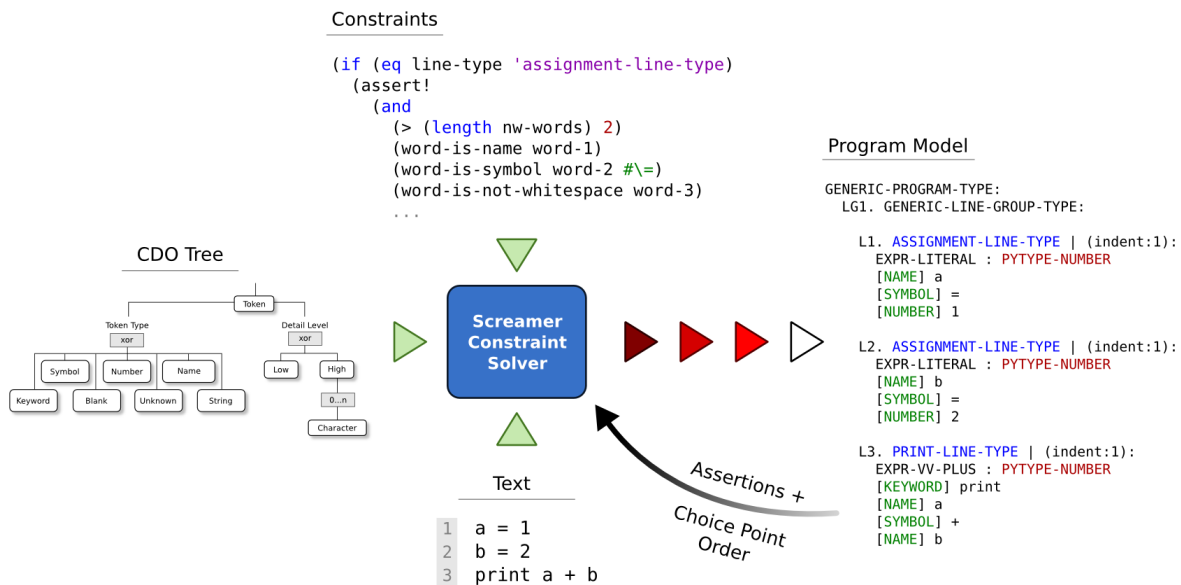 Constraints
(if (eq line-type 'assignment-line-type)
(assert!
(and
(> (length nw-words) 2)
(word-is-name word-1)
(word-is-symbol word-2 #\=)
(word-is-not-whitespace word-3)
...
CDO Tree
Token
Token Type
xor
Detail Level
xor
Symbol
Number
Name
Keyword
Blank
Unknown
String
Low
High
0...n
Character
Screamer
Constraint
Solver
Text
1 a = 1
2 b = 2
3 print a + b
Assertions +
Choice Point
Order
Program Model
GENERIC-PROGRAM-TYPE:
LG1. GENERIC-LINE-GROUP-TYPE:
L1. ASSIGNMENT-LINE-TYPE | (indent:1):
EXPR-LITERAL : PYTYPE-NUMBER
[NAME] a
[SYMBOL] =
[NUMBER] 1
L2. ASSIGNMENT-LINE-TYPE | (indent:1):
EXPR-LITERAL : PYTYPE-NUMBER
[NAME] b
[SYMBOL] =
[NUMBER] 2
L3. PRINT-LINE-TYPE | (indent:1):
EXPR-VV-PLUS : PYTYPE-NUMBER
[KEYWORD] print
[NAME] a
[SYMBOL] +
[NAME] b